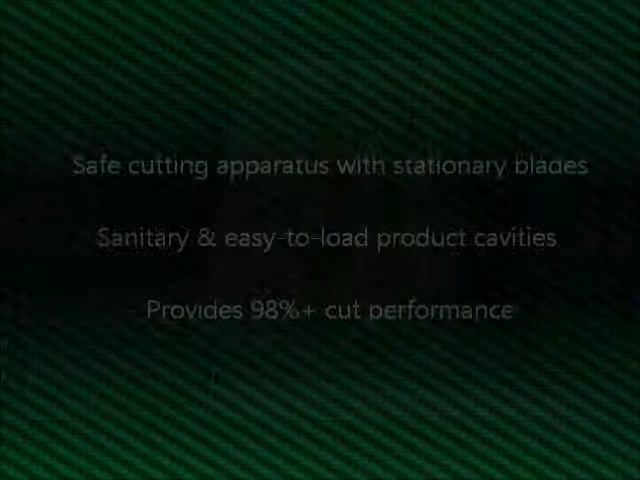 Safe cutting apparatus with stationary blades
Sanitary & easy-to-load product cavities
Provides 98%+ cut performance